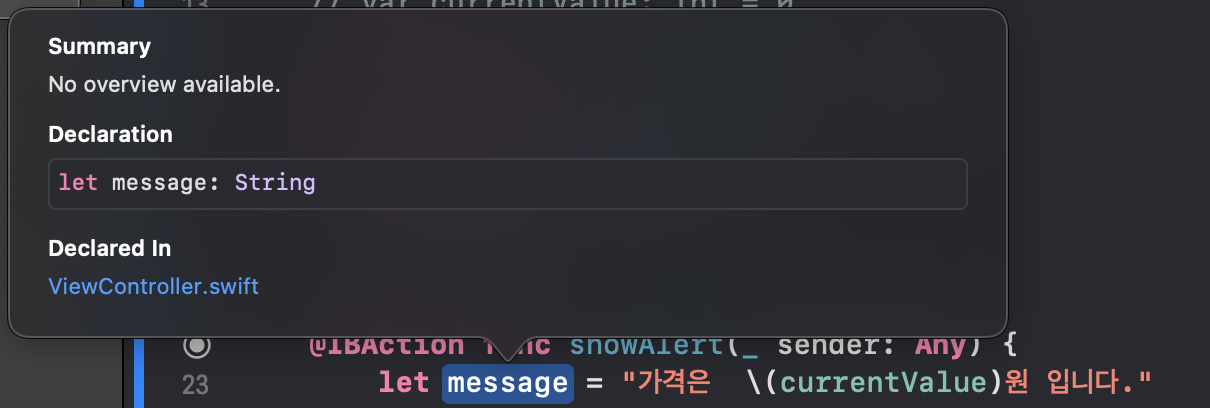 13 // var currentValue: Int = 0
Summary
No overview available.
Declaration
let message: String
Declared In
ViewController.swift
@IBAction func showAlert(_ sender: Any) {
23 let message = "가격은  \(currentValue)원 입니다."